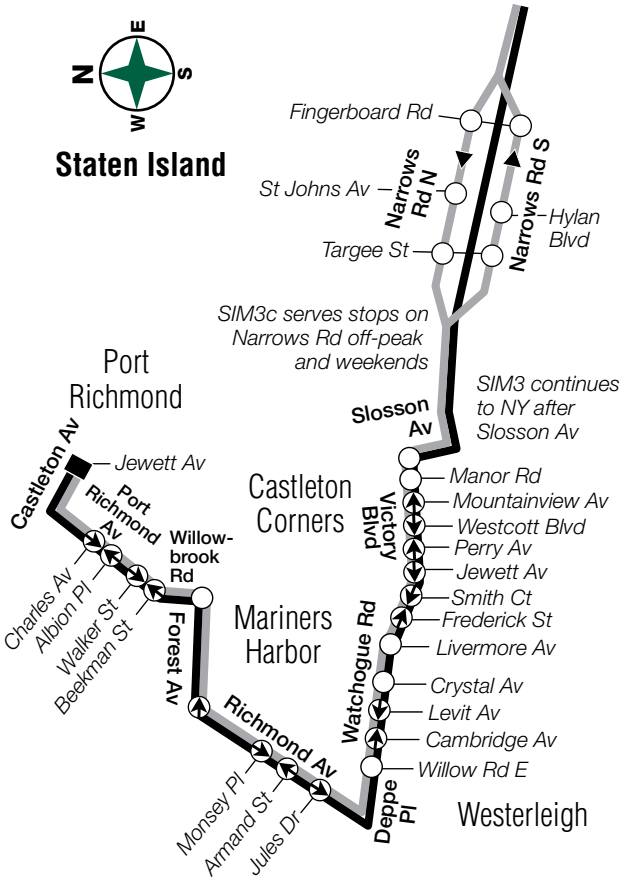 E
N
S
W
Staten Island
Fingerboard Rd
St Johns Av
Narrows
Rd N
Narrows Rd S
Hylan
Blvd
Targee St
SIM3c serves stops on
Narrows Rd off-peak
and weekends
Port
Richmond
SIM3 continues
to NY after
Slosson Av
Slosson
Av
Castleton Av
Jewett Av
Port
Richmond
Av
Willow-
brook
Rd
Castleton
Corners
Victory
Blvd
Manor Rd
Mountainview Av
Westcott Blvd
Perry Av
Jewett Av
Smith Ct
Frederick St
Livermore Av
Crystal Av
Levit Av
Cambridge Av
Willow Rd E
Charles Av
Albion Pl
Walker St
Beekman St
Forest Av
Mariners
Harbor
Watchogue Rd
Richmond Av
Monsey Pl
Armand St
Jules Dr
Deppe
Pl
Westerleigh